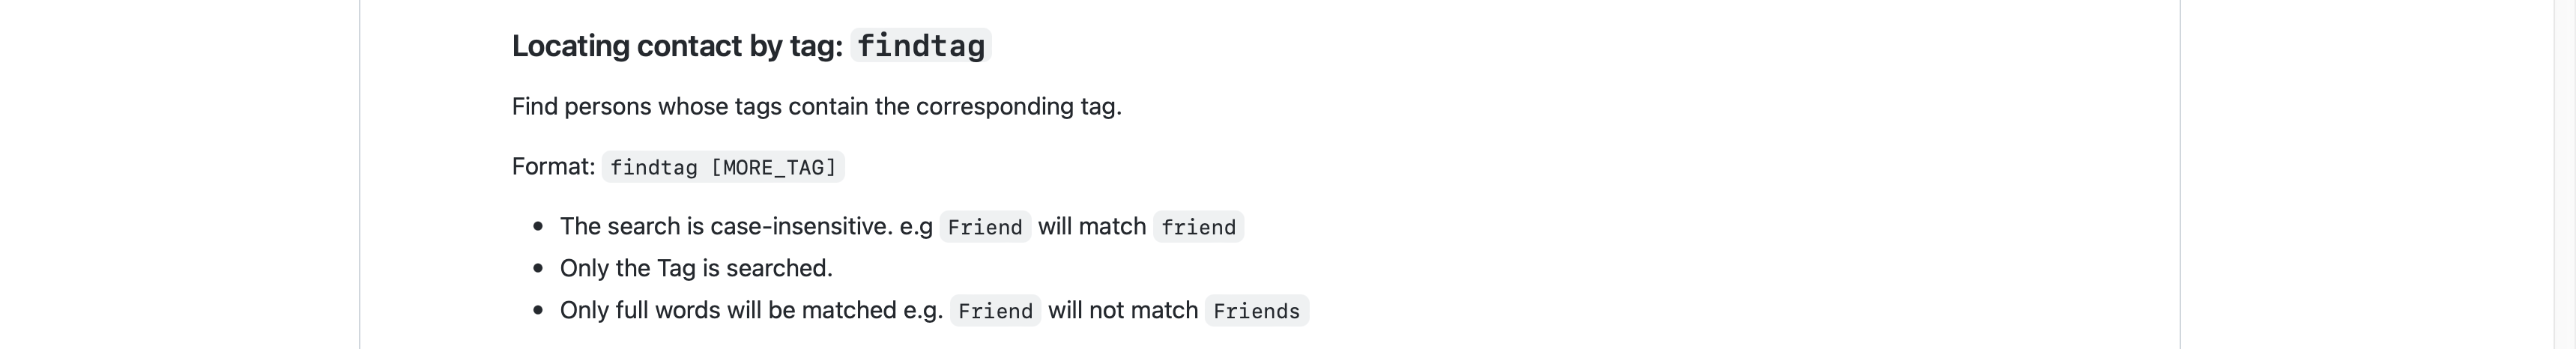 Locating contact by tag: findtag
Find persons whose tags contain the corresponding tag.
Format: findtag [MORE_TAG]
• The search is case-insensitive. e.g Friend will match friend
• Only the Tag is searched.
• Only full words will be matched e.g. Friend will not match Friends